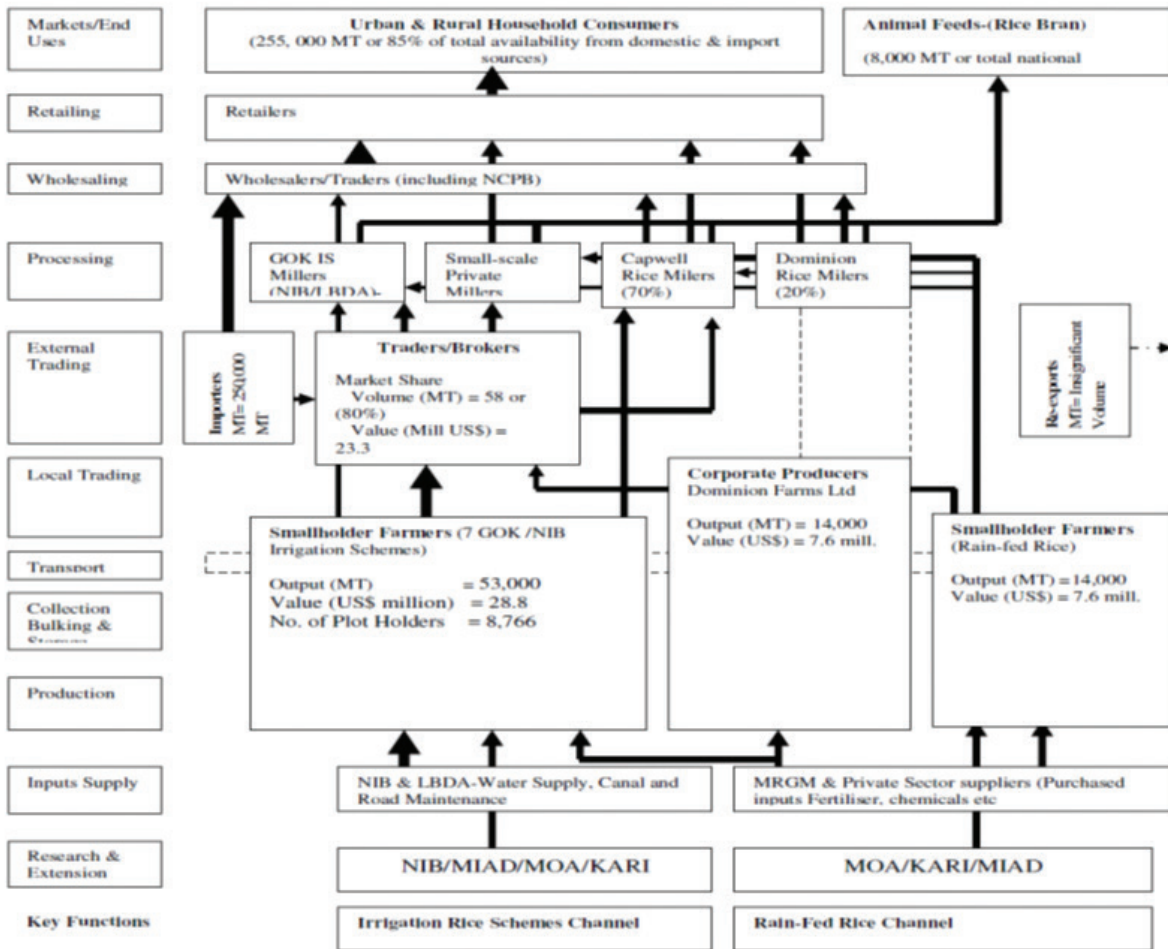 Markets/End
Uses
Urban & Rural Household Consumers
(255, 000 MT or 85% of total availability from domestic & import
sources)
Animal Feeds-(Rice Bran)
(8,000 MT or total national
Retailing
Retailers
Wholesaling
Wholesalers/Traders (including NCPB)
Processing
GOK IS
Millers
(NIB/LBDA)-
Small-scale
Private
Millers
Capwell
Rice Milers
(70%)
Dominion
Rice Milers
(20%)
External
Trading
Importers
MT= 250,000
MT
Traders/Brokers
Market Share
Volume (MT) = 58 or
(80%)
Value (Mill US$) =
23.3
Re-exports
MT= Insignificant
Volume
Local Trading
Corporate Producers
Dominion Farms Ltd
Output (MT) = 14,000
Value (US$) = 7.6 mill.
Smallholder Farmers (7 GOK /NIB
Irrigation Schemes)
Output (MT) = 53,000
Value (US$ million) = 28.8
No. of Plot Holders = 8,766
Smallholder Farmers
(Rain-fed Rice)
Output (MT) =14,000
Value (US$) = 7.6 mill.
Transport
Collection
Bulking &
Production
Inputs Supply
NIB & LBDA-Water Supply, Canal and
Road Maintenance
MRGM & Private Sector suppliers (Purchased
inputs Fertiliser, chemicals etc
Research &
Extension
NIB/MIAD/MOA/KARI
MOA/KARI/MIAD
Key Functions
Irrigation Rice Schemes Channel
Rain-Fed Rice Channel